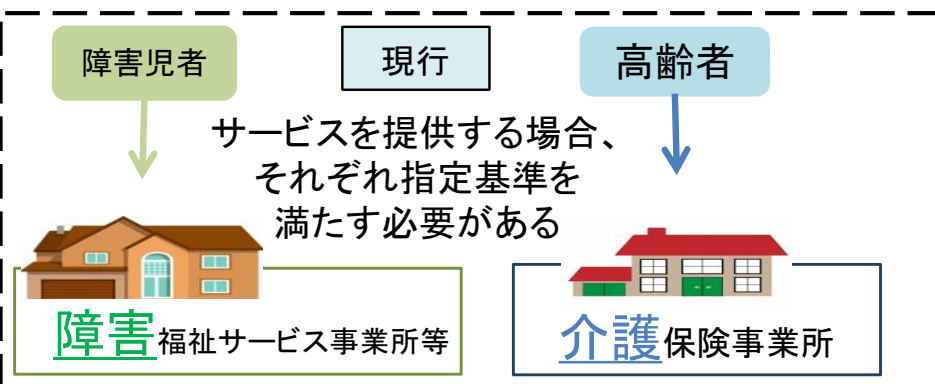 障害児者
現行
高齢者
サービスを提供する場合、
それぞれ指定基準を
満たす必要がある
障害福祉サービス事業所等
介護保険事業所